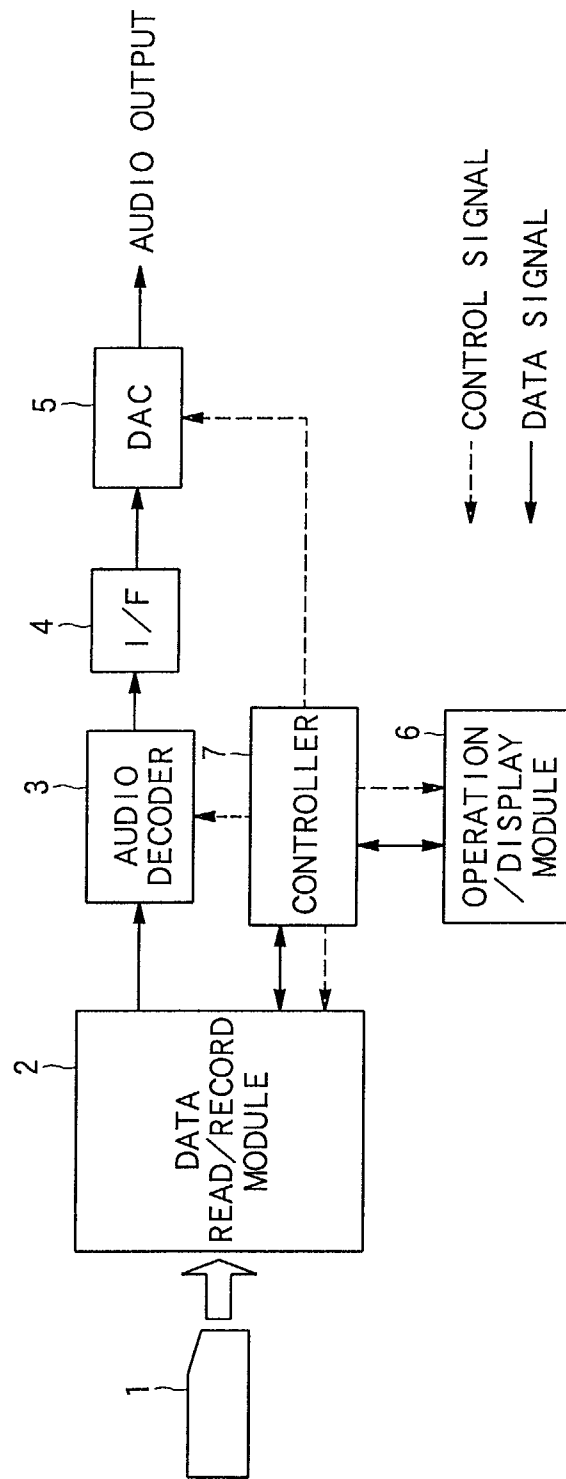 1
2
DATA
READ/RECORD
MODULE
3
AUDIO
DECODER
4
I/F
5
DAC
AUDIO OUTPUT
7
CONTROLLER
6
OPERATION
/DISPLAY
MODULE
CONTROL SIGNAL
DATA SIGNAL